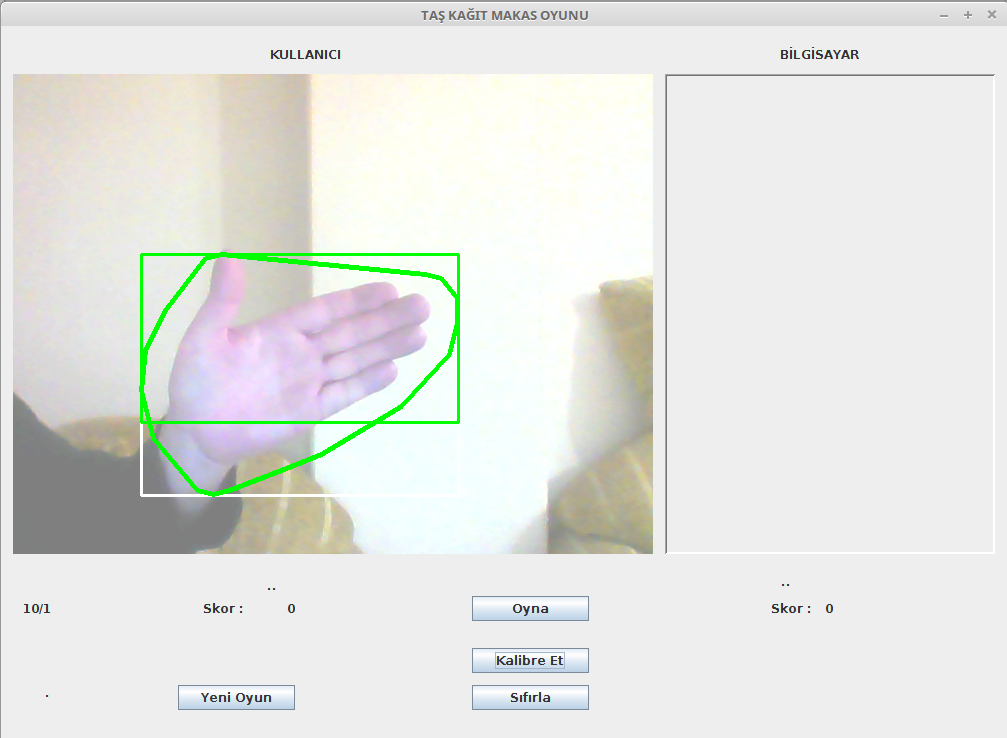 TAŞ KAĞIT MAKAS OYUNU
KULLANICI
BİLGİSAYAR
..
..
10/1
Skor : 0
Oyna
Skor : 0
Kalibre Et
.
Yeni Oyun
Sıfırla